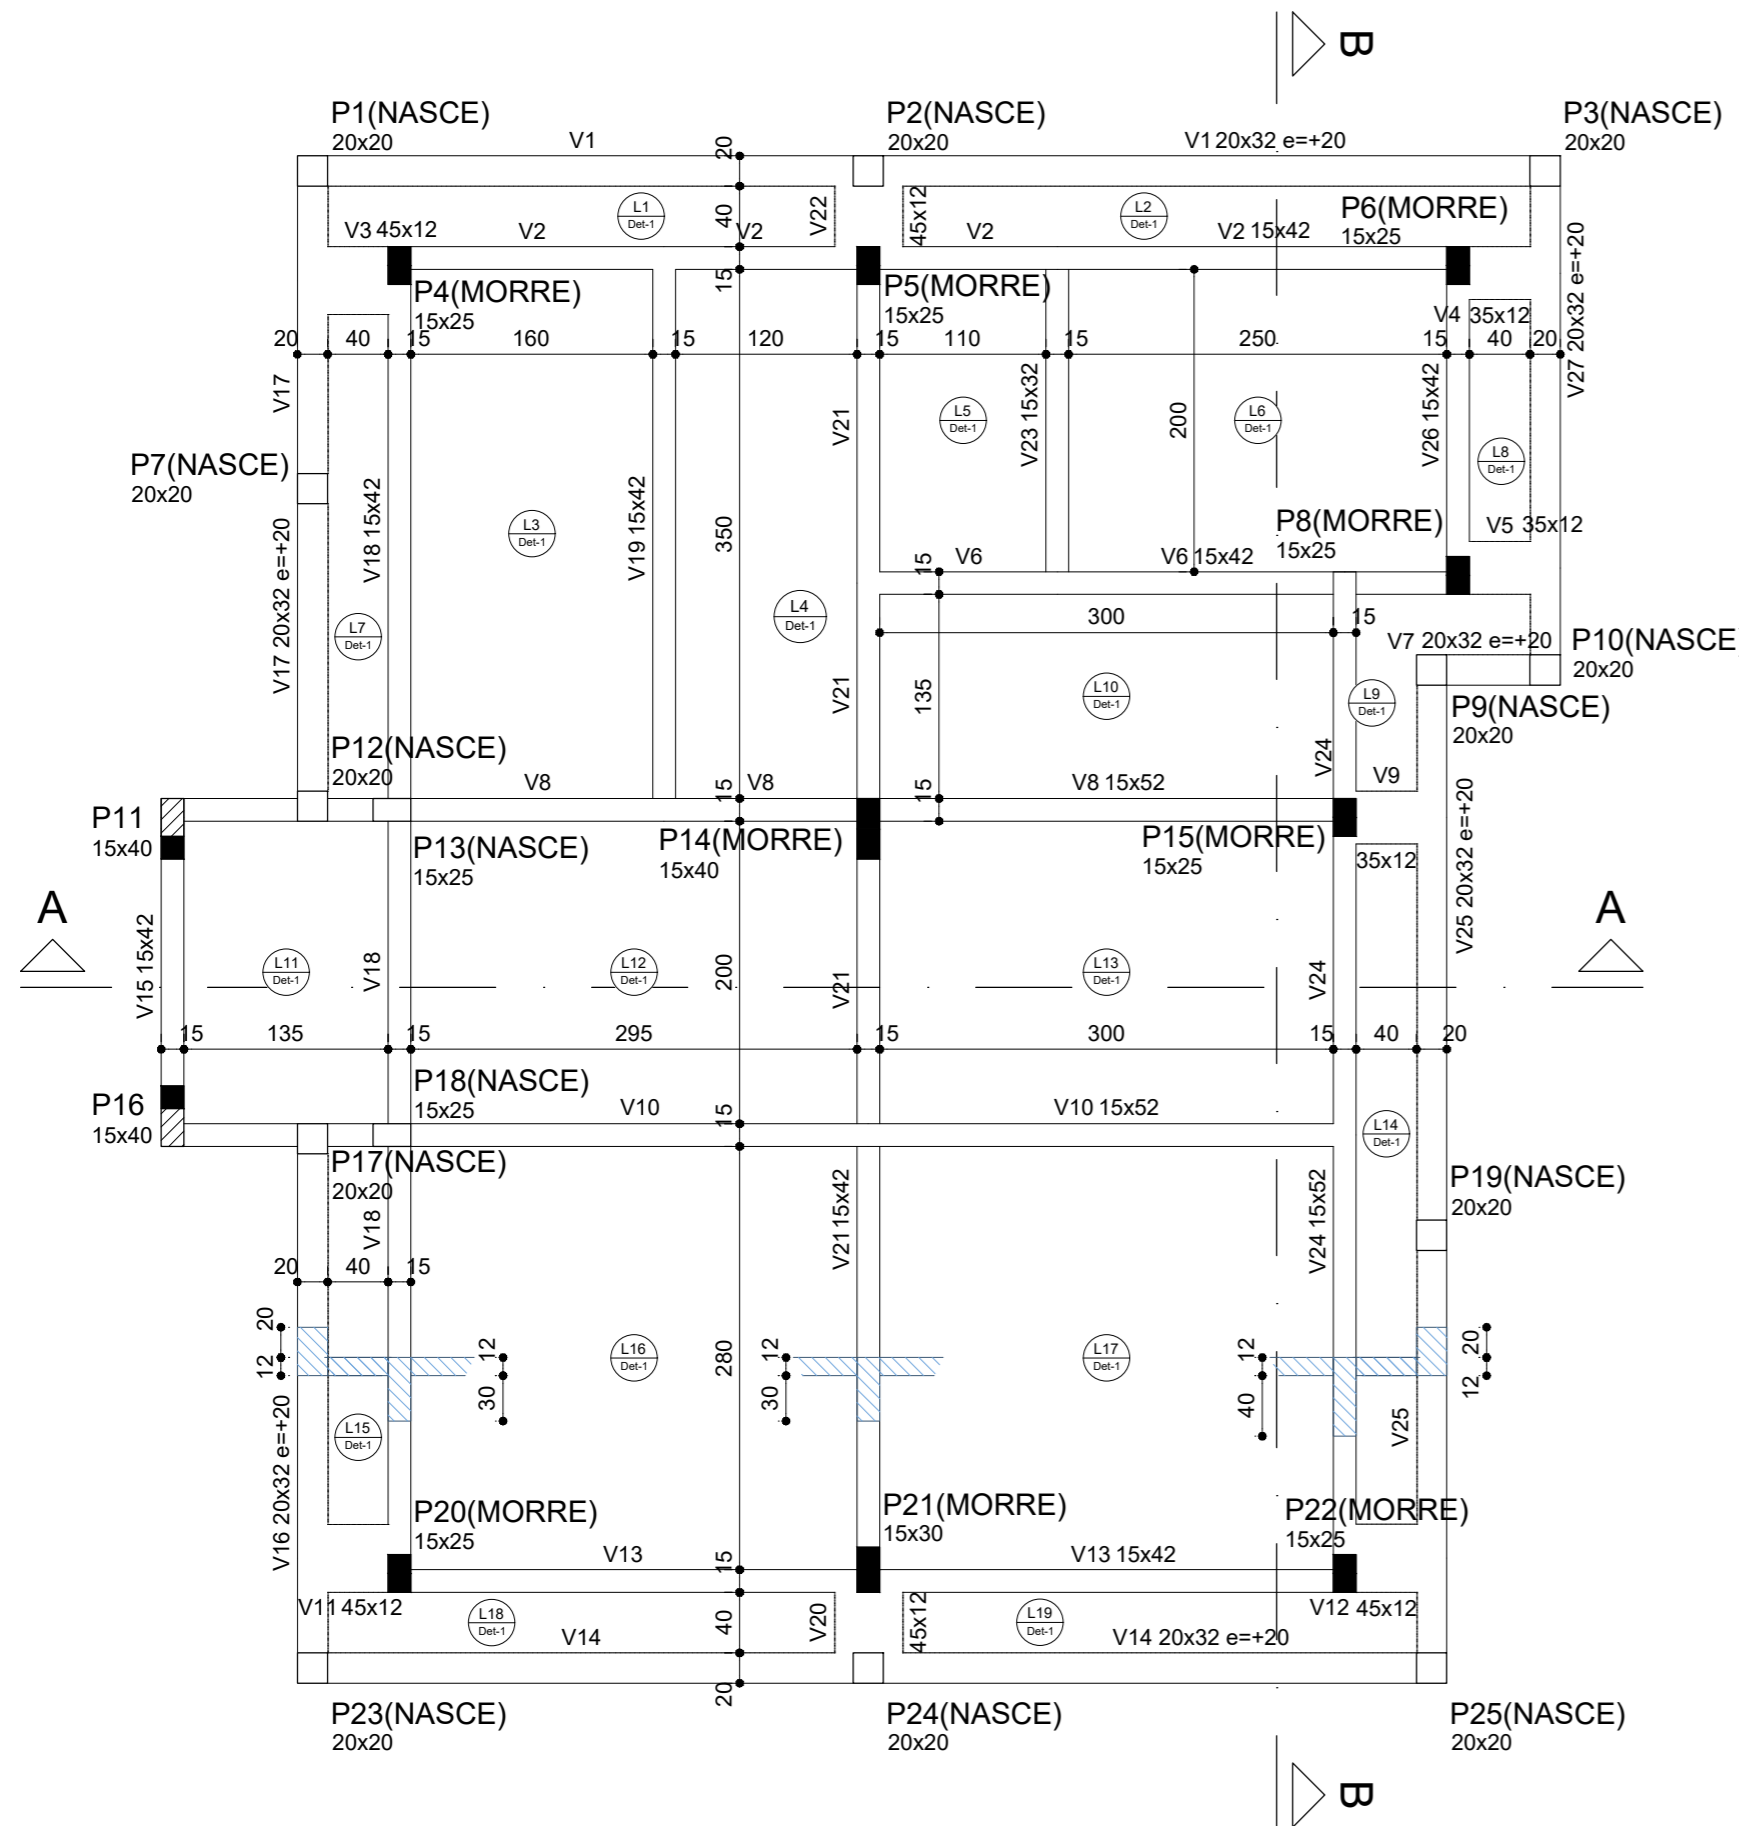 B
P1(NASCE)
20x20
V1
20
P2(NASCE)
20x20
V1 20x32 e=+20
P3(NASCE)
20x20
L1
Det-1
40
V22
45x12
L2
Det-1
P6(MORRE)
15x25
V3 45x12
V2
V2
V2
V2 15x42
V27 20x32 e=+20
15
P4(MORRE)
15x25
P5(MORRE)
15x25
V4 35x12
20
40
15
160
15
120
15
110
15
250
15
40
20
V17
V21
L5
Det-1
V23 15x32
200
L6
Det-1
V26 15x42
L8
Det-1
P7(NASCE)
20x20
V18 15x42
L3
Det-1
V19 15x42
350
P8(MORRE)
15x25
V5 35x12
15
V6
V6 15x42
V17 20x32 e=+20
L7
Det-1
L4
Det-1
300
15
V7 20x32 e=+20
P10(NASCE
20x20
V21
135
L10
Det-1
L9
Det-1
P9(NASCE)
20x20
P12(NASCE)
20x20
V24
V8
15
V8
15
V8 15x52
V9
P11
15x40
P13(NASCE)
15x25
P14(MORRE)
15x40
P15(MORRE)
15x25
35x12
V25 20x32 e=+20
A
A
V15 15x42
L11
Det-1
V18
L12
Det-1
200
V21
L13
Det-1
V24
15
135
15
295
15
300
15
40
20
P18(NASCE)
15x25
P16
15x40
V10
15
V10 15x52
L14
Det-1
P17(NASCE)
20x20
V18
V21 15x42
V24 15x52
P19(NASCE)
20x20
20
40
15
20
12
12
30
L16
Det-1
280
12
30
L17
Det-1
12
40
20
12
V16 20x32 e=+20
L15
Det-1
V25
P20(MORRE)
15x25
P21(MORRE)
15x30
P22(MORRE)
15x25
V13
15
V13 15x42
V11 45x12
L18
Det-1
40
V20
45x12
L19
Det-1
V12 45x12
V14
V14 20x32 e=+20
20
P23(NASCE)
20x20
P24(NASCE)
20x20
P25(NASCE)
20x20
B